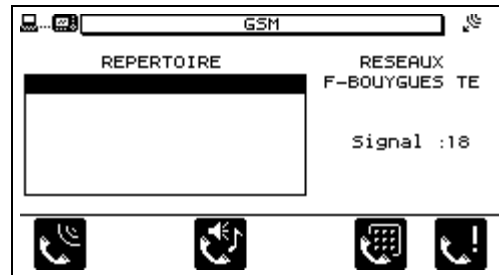 GSM
REPERTOIRE
RESEAUX
F-BOUYGUES TE
Signal :18